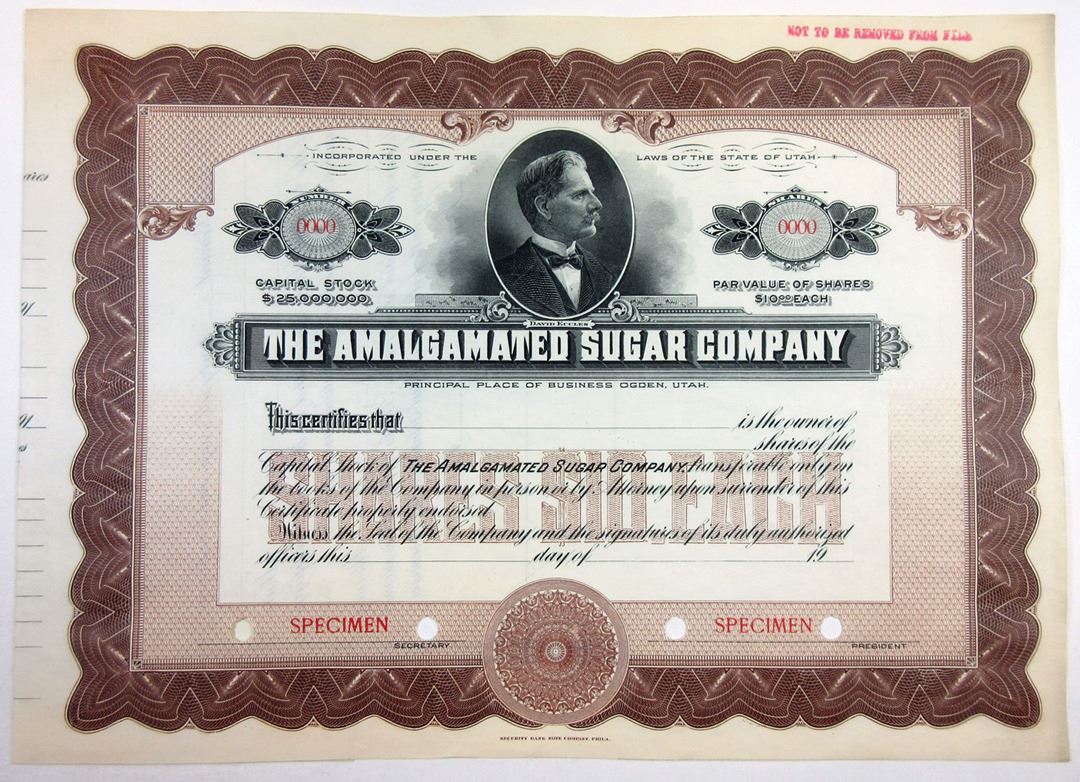 NOT TO BE REMOVED FROM FILE
INCORPORATED UNDER THE LAWS OF THE STATE OF UTAH.
NUMBER SHARES
0000 0000
CAPITAL STOCK PAR VALUE OF SHARES
$25,000,000. $10.00 EACH
DAVID ECCLES
THE AMALGAMATED SUGAR COMPANY
PRINCIPAL PLACE OF BUSINESS OGDEN, UTAH.
This certifies that is the owner of
shares of the
Capital Stock of THE AMALGAMATED SUGAR COMPANY, transferable only on
the books of the Company in person or by Attorney upon surrender of this
Certificate properly endorsed.
Witness the Seal of the Company and the signatures of its duly authorized
officers this day of 19
SHARES $10 EACH
SPECIMEN SPECIMEN
SECRETARY PRESIDENT
SECURITY BANK NOTE COMPANY, PHILA.